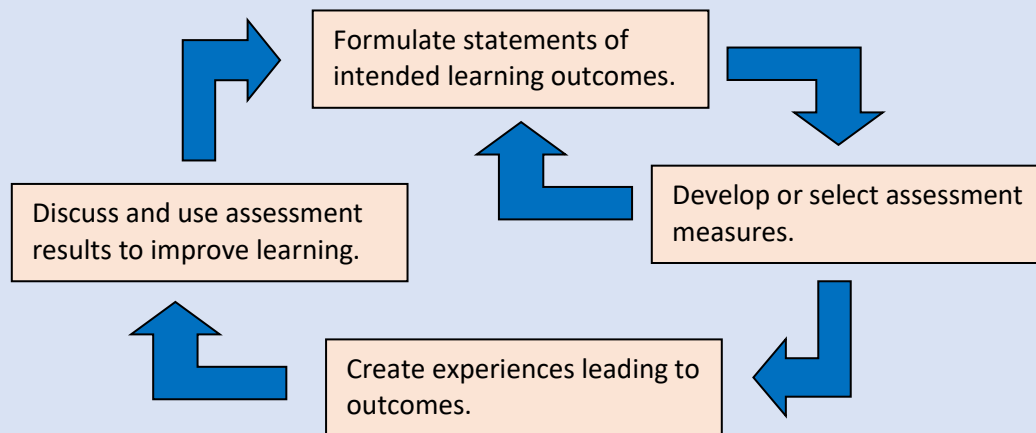 Formulate statements of
intended learning outcomes.
Develop or select assessment
measures.
Discuss and use assessment
results to improve learning.
Create experiences leading to
outcomes.